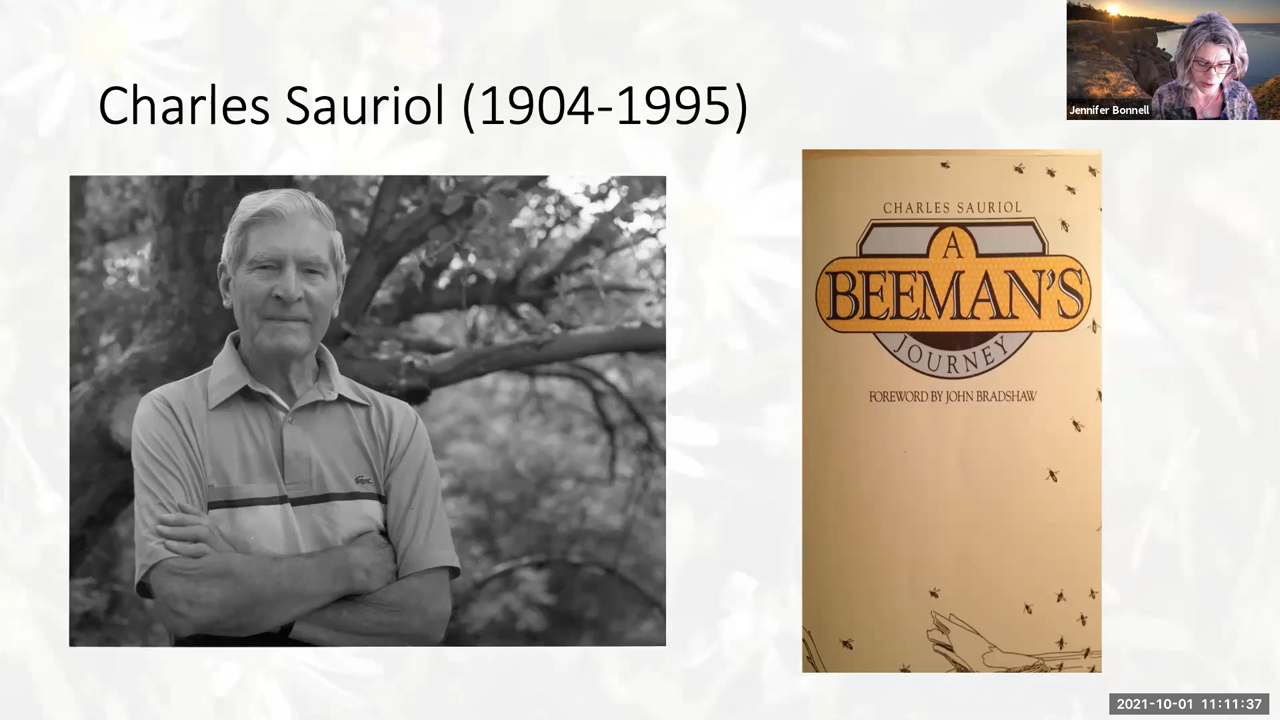 Charles Sauriol (1904-1995)
Jennifer Bonnell
CHARLES SAURIOL
A
BEEMAN'S
JOURNEY
FOREWORD BY JOHN BRADSHAW
2021-10-01 11:11:37